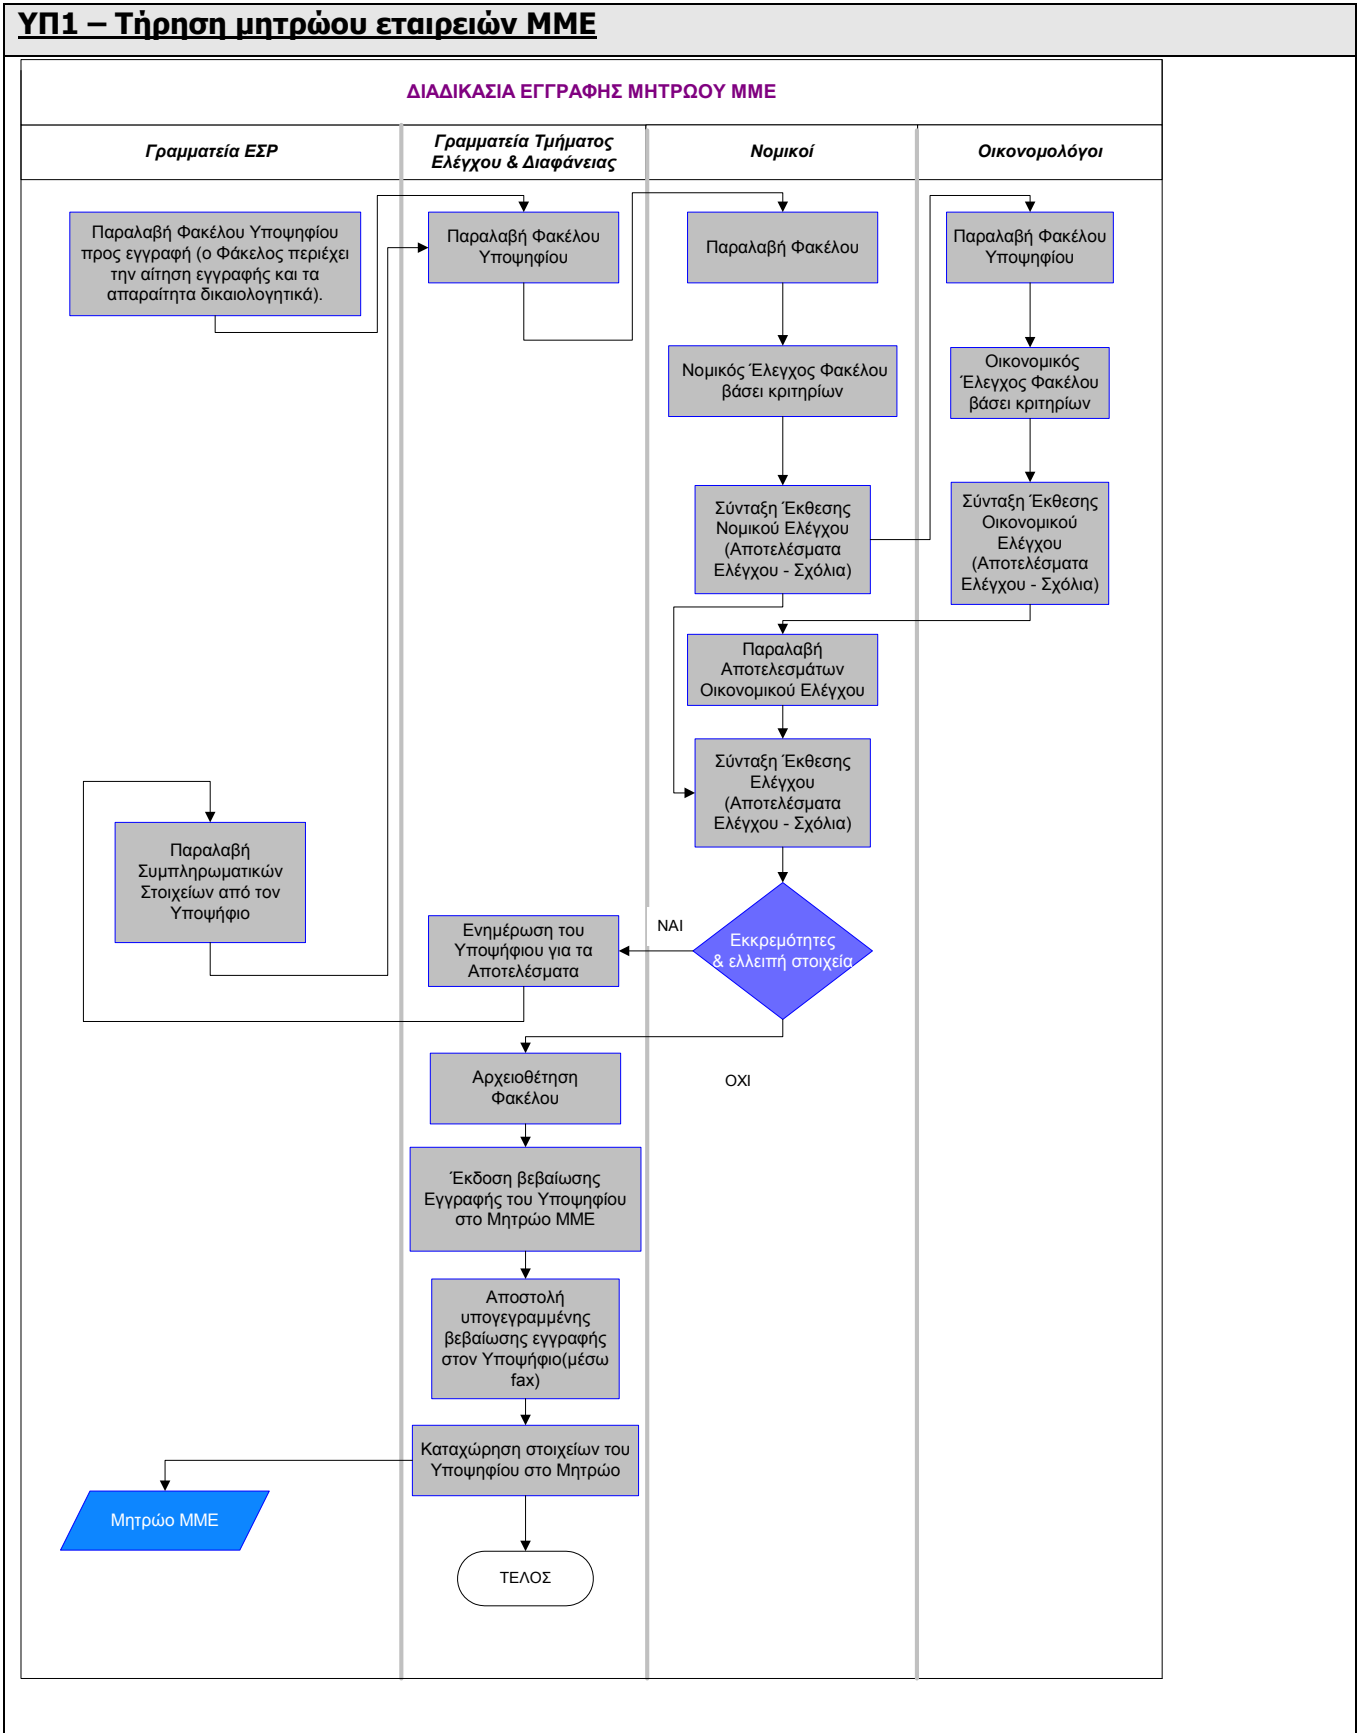 ΥΠ1 – Τήρηση μητρώου εταιρειών ΜΜΕ
ΔΙΑΔΙΚΑΣΙΑ ΕΓΓΡΑΦΗΣ ΜΗΤΡΩΟΥ ΜΜΕ
Γραμματεία ΕΣΡ
Γραμματεία Τμήματος
Ελέγχου & Διαφάνειας
Νομικοί
Οικονομολόγοι
Παραλαβή Φακέλου Υποψηφίου
προς εγγραφή (ο Φάκελος περιέχει
την αίτηση εγγραφής και τα
απαραίτητα δικαιολογητικά).
Παραλαβή Φακέλου
Υποψηφίου
Παραλαβή Φακέλου
Παραλαβή Φακέλου
Υποψηφίου
Νομικός Έλεγχος Φακέλου
βάσει κριτηρίων
Οικονομικός
Έλεγχος Φακέλου
βάσει κριτηρίων
Σύνταξη Έκθεσης
Νομικού Ελέγχου
(Αποτελέσματα
Ελέγχου - Σχόλια)
Σύνταξη Έκθεσης
Οικονομικού
Ελέγχου
(Αποτελέσματα
Ελέγχου - Σχόλια)
Παραλαβή
Αποτελεσμάτων
Οικονομικού Ελέγχου
Σύνταξη Έκθεσης
Ελέγχου
(Αποτελέσματα
Ελέγχου - Σχόλια)
Παραλαβή
Συμπληρωματικών
Στοιχείων από τον
Υποψήφιο
Ενημέρωση του
Υποψήφιου για τα
Αποτελέσματα
ΝΑΙ
Εκκρεμότητες
& ελλειπή στοιχεία
Αρχειοθέτηση
Φακέλου
ΟΧΙ
Έκδοση βεβαίωσης
Εγγραφής του Υποψηφίου
στο Μητρώο ΜΜΕ
Αποστολή
υπογεγραμμένης
βεβαίωσης εγγραφής
στον Υποψήφιο(μέσω
fax)
Καταχώρηση στοιχείων του
Υποψηφίου στο Μητρώο
Μητρώο ΜΜΕ
ΤΕΛΟΣ